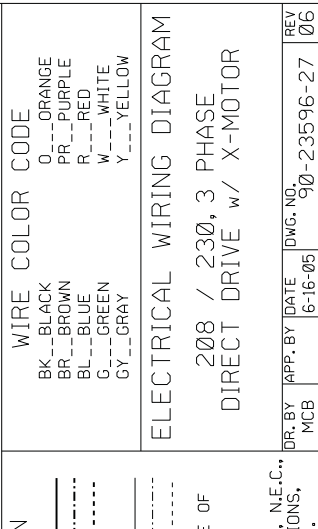 WIRE COLOR CODE
BK__BLACK
BR__BROWN
BL__BLUE
G___GREEN
GY__GRAY
O___ORANGE
PR__PURPLE
R___RED
W___WHITE
Y___YELLOW
ELECTRICAL WIRING DIAGRAM
208 / 230, 3 PHASE
DIRECT DRIVE w/ X-MOTOR
DR. BY
MCB
APP. BY
DATE
6-16-05
DWG. NO.
90-23596-27
REV
06
N
E OF
, N.E.C.,
IONS,